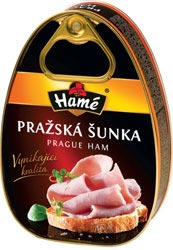 Hamé
PRAŽSKÁ ŠUNKA
PRAGUE HAM
Vynikající
kvalita